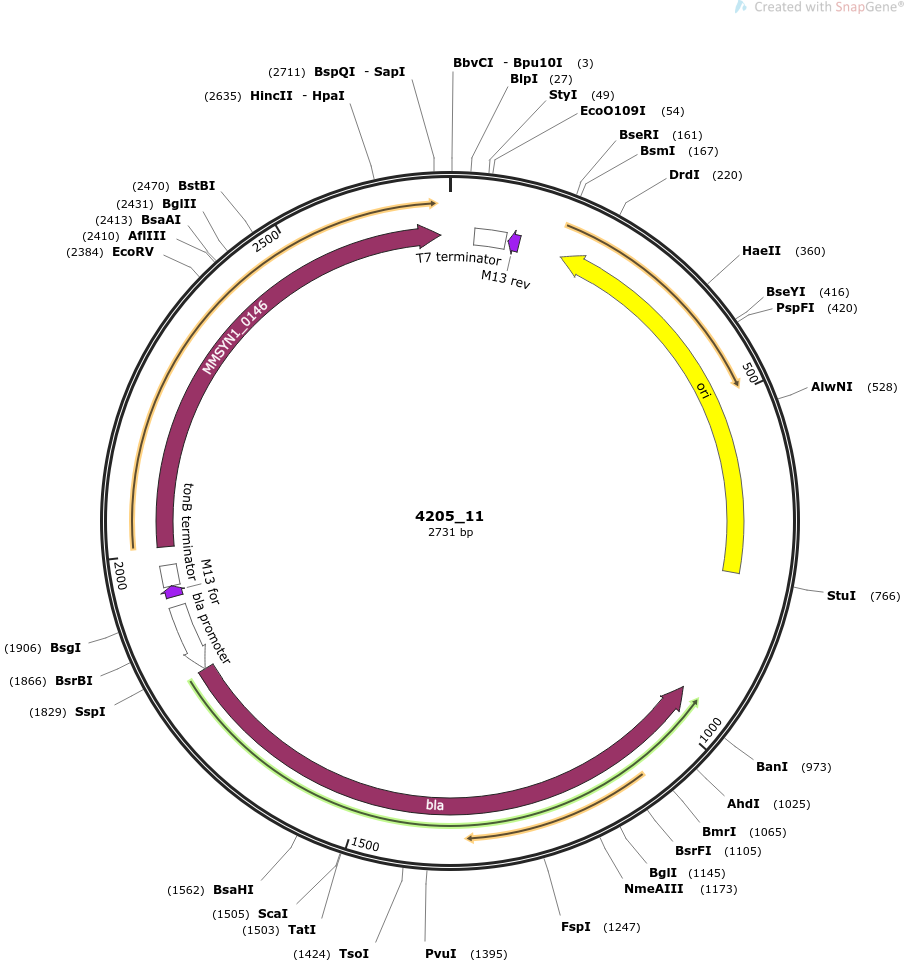 Created with SnapGene®
(2711) BspQI - SapI
(2635) HincII - HpaI
BbvCI - Bpu10I (3)
BlpI (27)
StyI (49)
EcoO109I (54)
BseRI (161)
BsmI (167)
DrdI (220)
(2470) BstBI
(2431) BglII
(2413) BsaAI
(2410) AflIII
(2384) EcoRV
2500
HaeII (360)
BseYI (416)
PspFI (420)
500
AlwNI (528)
T7 terminator
M13 rev
MMSYN1_0146
ori
4205_11
2731 bp
tonB terminator
M13 for
bla promoter
2000
StuI (766)
(1906) BsgI
(1866) BsrBI
(1829) SspI
1000
BanI (973)
AhdI (1025)
BmrI (1065)
BsrFI (1105)
BglI (1145)
NmeAIII (1173)
bla
1500
(1562) BsaHI
(1505) ScaI
(1503) TatI
(1424) TsoI
PvuI (1395)
FspI (1247)